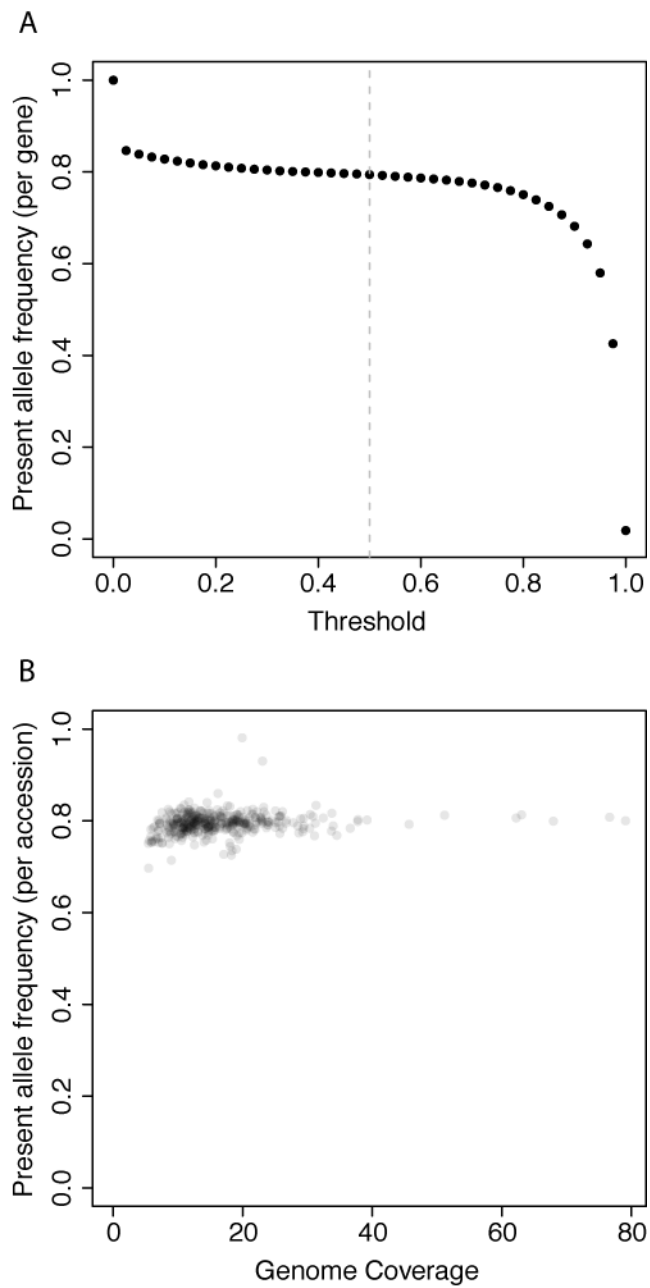 A
Present allele frequency (per gene)
1.0
0.8
0.6
0.4
0.2
0.0
0.0 0.2 0.4 0.6 0.8 1.0
Threshold
B
Present allele frequency (per accession)
1.0
0.8
0.6
0.4
0.2
0.0
0 20 40 60 80
Genome Coverage